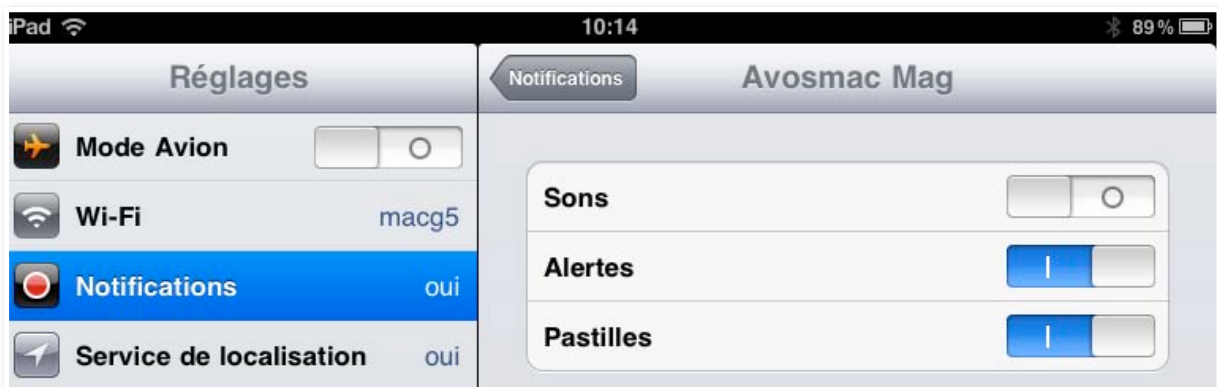 iPad 10:14 89 %
Réglages
Mode Avion
Wi-Fi macg5
Notifications oui
Service de localisation oui
Notifications Avosmac Mag
Sons
Alertes
Pastilles